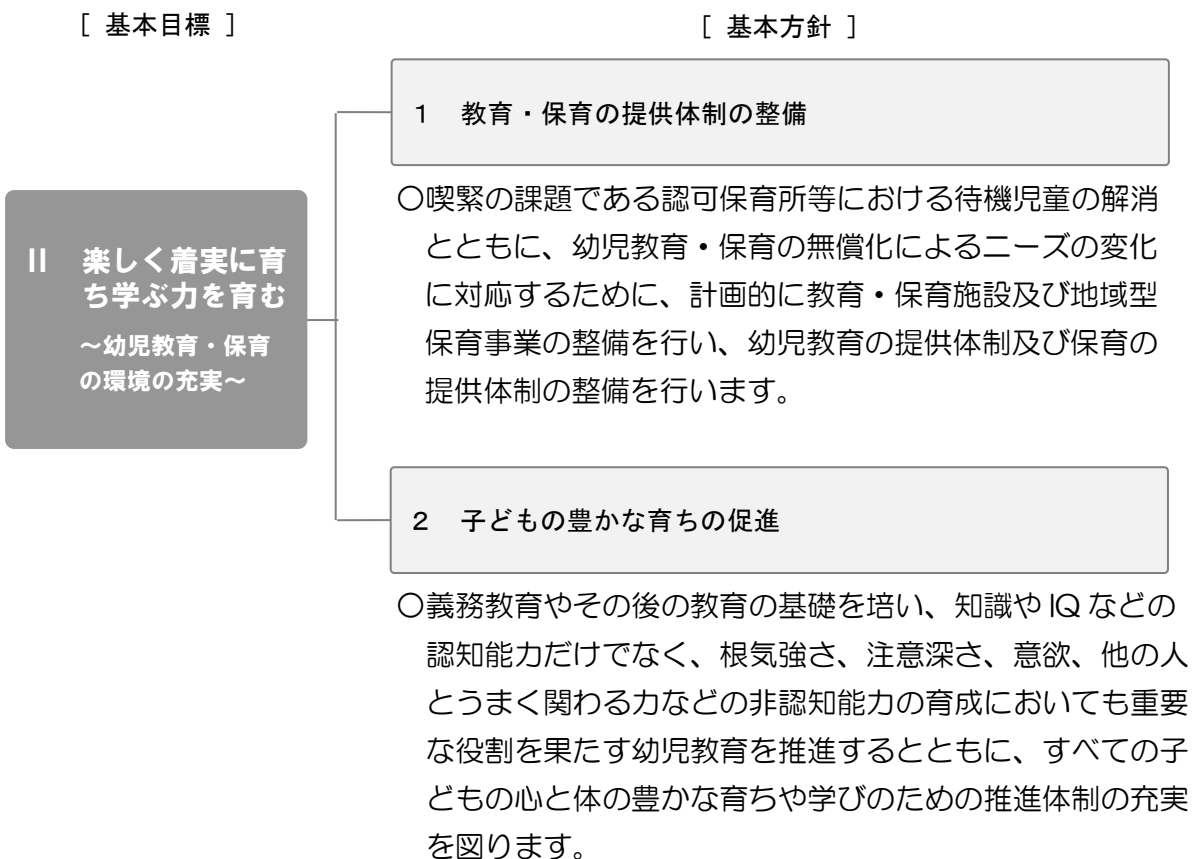 [ 基本目標 ]
[ 基本方針 ]
Ⅱ 楽しく着実に育
ち学ぶ力を育む
～幼児教育・保育
の環境の充実～
１ 教育・保育の提供体制の整備
○喫緊の課題である認可保育所等における待機児童の解消
とともに、幼児教育・保育の無償化によるニーズの変化
に対応するために、計画的に教育・保育施設及び地域型
保育事業の整備を行い、幼児教育の提供体制及び保育の
提供体制の整備を行います。
２ 子どもの豊かな育ちの促進
○義務教育やその後の教育の基礎を培い、知識や IQ などの
認知能力だけでなく、根気強さ、注意深さ、意欲、他の人
とうまく関わる力などの非認知能力の育成においても重要
な役割を果たす幼児教育を推進するとともに、すべての子
どもの心と体の豊かな育ちや学びのための推進体制の充実
を図ります。